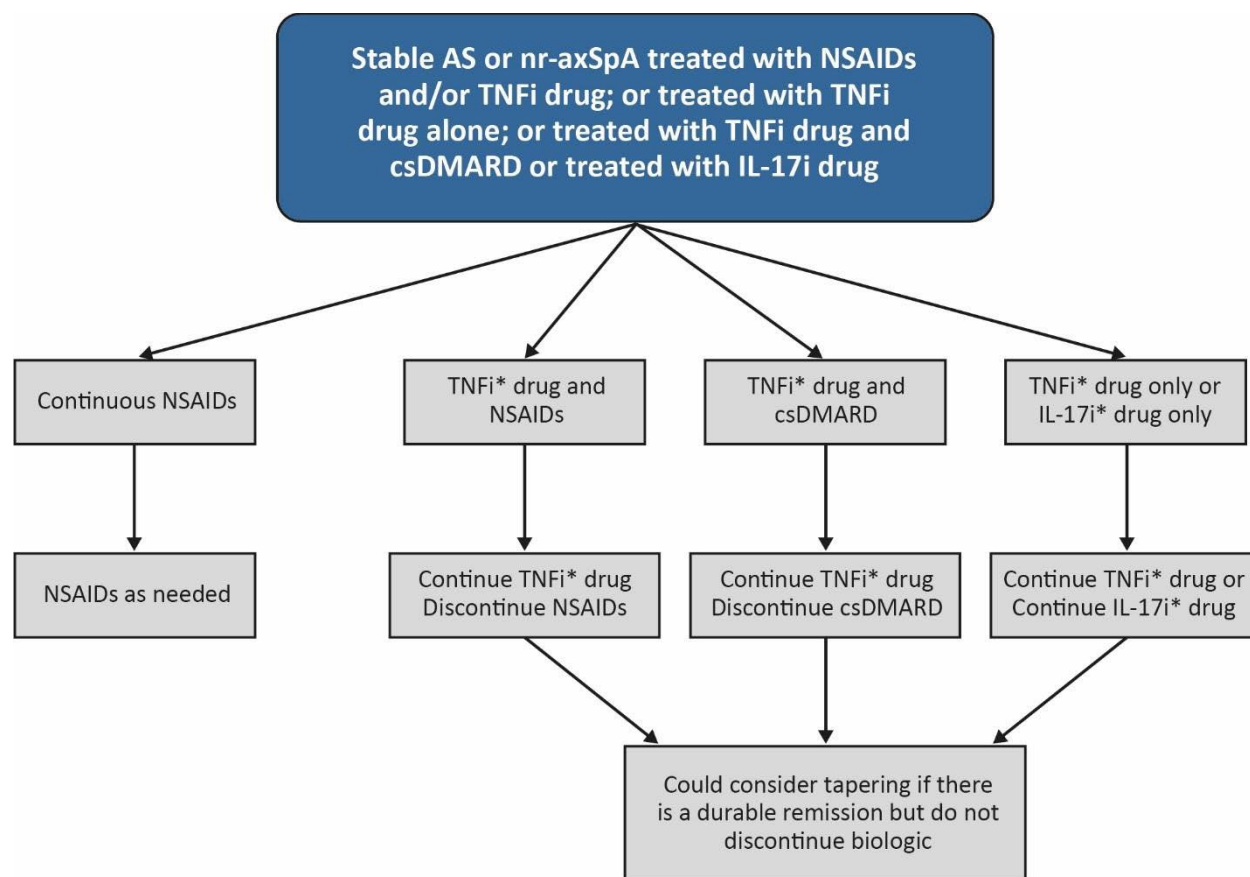 Stable AS or nr-axSpA treated with NSAIDs
and/or TNFi drug; or treated with TNFi
drug alone; or treated with TNFi drug and
csDMARD or treated with IL-17i drug
Continuous NSAIDs
TNFi* drug and
NSAIDs
TNFi* drug and
csDMARD
TNFi* drug only or
IL-17i* drug only
NSAIDs as needed
Continue TNFi* drug
Discontinue NSAIDs
Continue TNFi* drug
Discontinue csDMARD
Continue TNFi* drug or
Continue IL-17i* drug
Could consider tapering if there
is a durable remission but do not
discontinue biologic